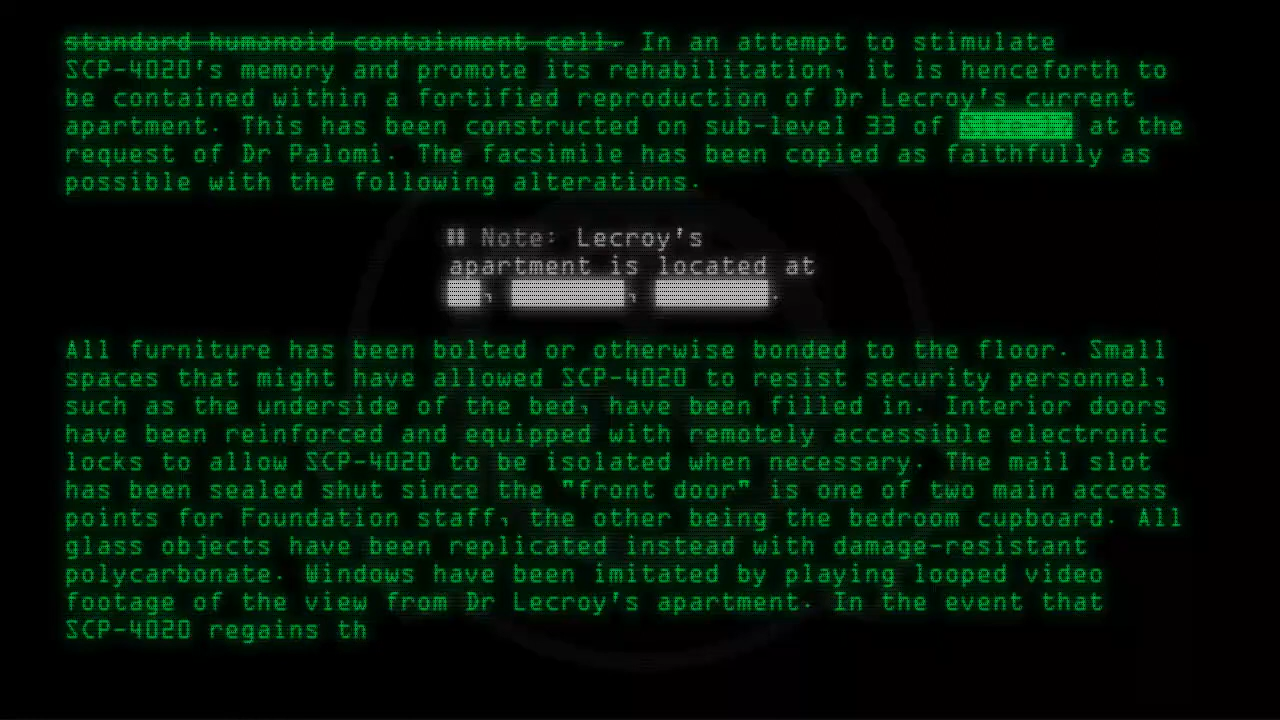 standard humanoid containment cell. In an attempt to stimulate
SCP-4020's memory and promote its rehabilitation, it is henceforth to
be contained within a fortified reproduction of Dr Lecroy's current
apartment. This has been constructed on sub-level 33 of at the
request of Dr Palomi. The facsimile has been copied as faithfully as
possible with the following alterations.
Note: Lecroy's
apartment is located at
██, ███████, ███████.
All furniture has been bolted or otherwise bonded to the floor. Small
spaces that might have allowed SCP-4020 to resist security personnel,
such as the underside of the bed, have been filled in. Interior doors
have been reinforced and equipped with remotely accessible electronic
locks to allow SCP-4020 to be isolated when necessary. The mail slot
has been sealed shut since the "front door" is one of two main access
points for Foundation staff, the other being the bedroom cupboard. All
glass objects have been replicated instead with damage-resistant
polycarbonate. Windows have been imitated by playing looped video
footage of the view from Dr Lecroy's apartment. In the event that
SCP-4020 regains th